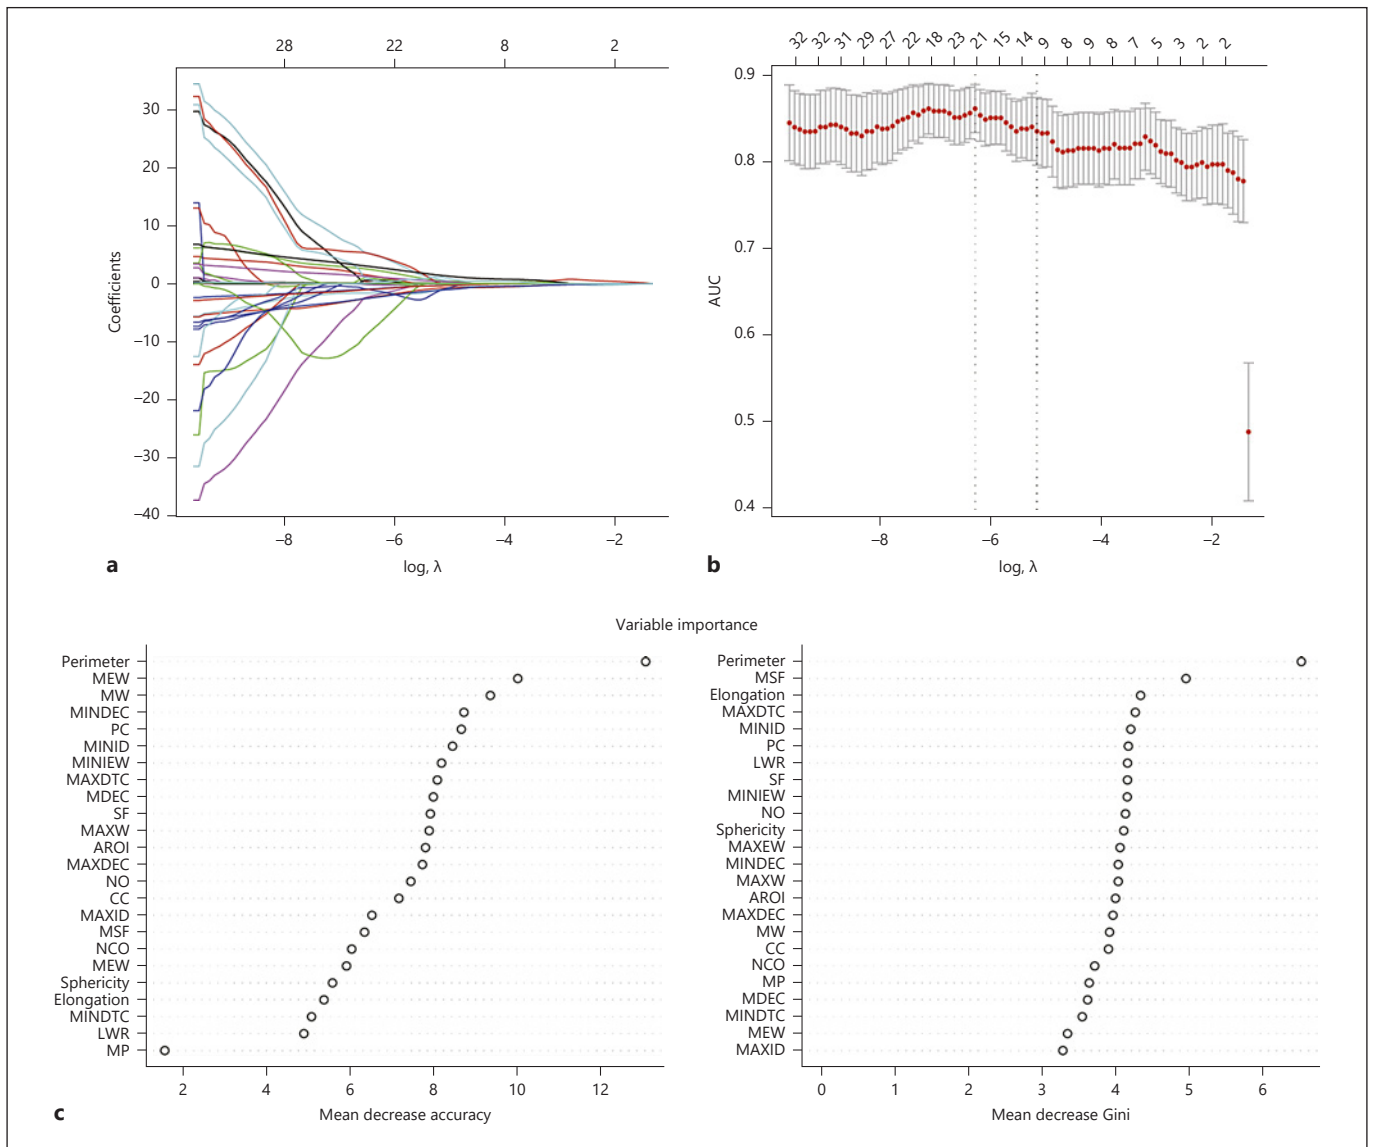 28 22 8 2
30
20
10
0
–10
–20
–30
–40
Coefficients
–8 –6 –4 –2
log, λ
a
32 32 31 29 27 22 18 23 21 15 14 9 8 9 8 7 5 3 2 2
0.9
0.8
0.7
0.6
0.5
0.4
AUC
–8 –6 –4 –2
log, λ
b
Variable importance
Perimeter
MEW
MW
MINDEC
PC
MINID
MINIEW
MAXDTC
MDEC
SF
MAXW
AROI
MAXDEC
NO
CC
MAXID
MSF
NCO
MEW
Sphericity
Elongation
MINDTC
LWR
MP
2 4 6 8 10 12
Mean decrease accuracy
c
Perimeter
MSF
Elongation
MAXDTC
MINID
PC
LWR
SF
MINIEW
NO
Sphericity
MAXEW
MINDEC
MAXW
AROI
MAXDEC
MW
CC
NCO
MP
MDEC
MINDTC
MEW
MAXID
0 1 2 3 4 5 6
Mean decrease Gini